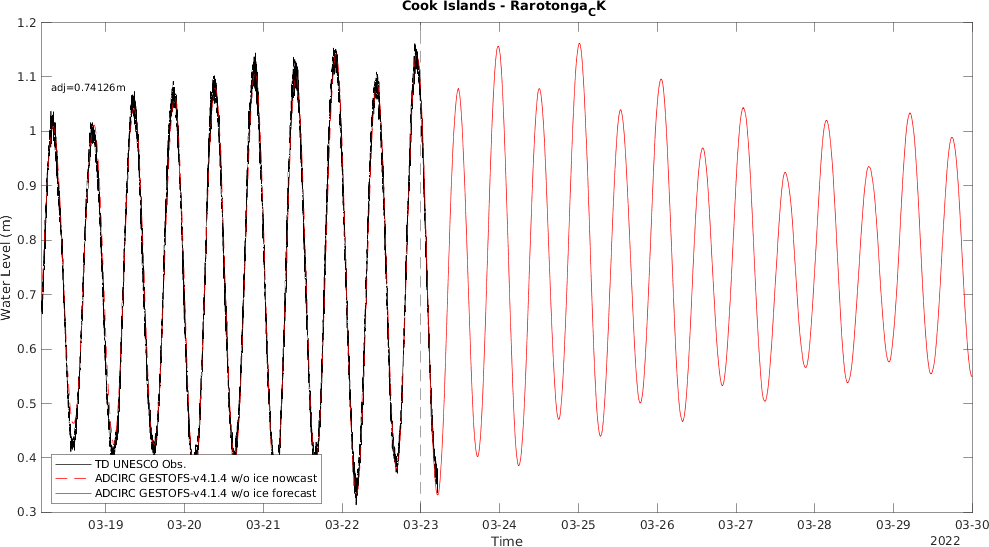 Cook Islands - Rarotonga_CK
1.2
1.1
adj=0.74126m
1
0.9
0.8
0.7
0.6
0.5
0.4
0.3
Water Level (m)
TD UNESCO Obs.
ADCIRC GESTOFS-v4.1.4 w/o ice nowcast
ADCIRC GESTOFS-v4.1.4 w/o ice forecast
03-19 03-20 03-21 03-22 03-23 03-24 03-25 03-26 03-27 03-28 03-29 03-30
Time
2022